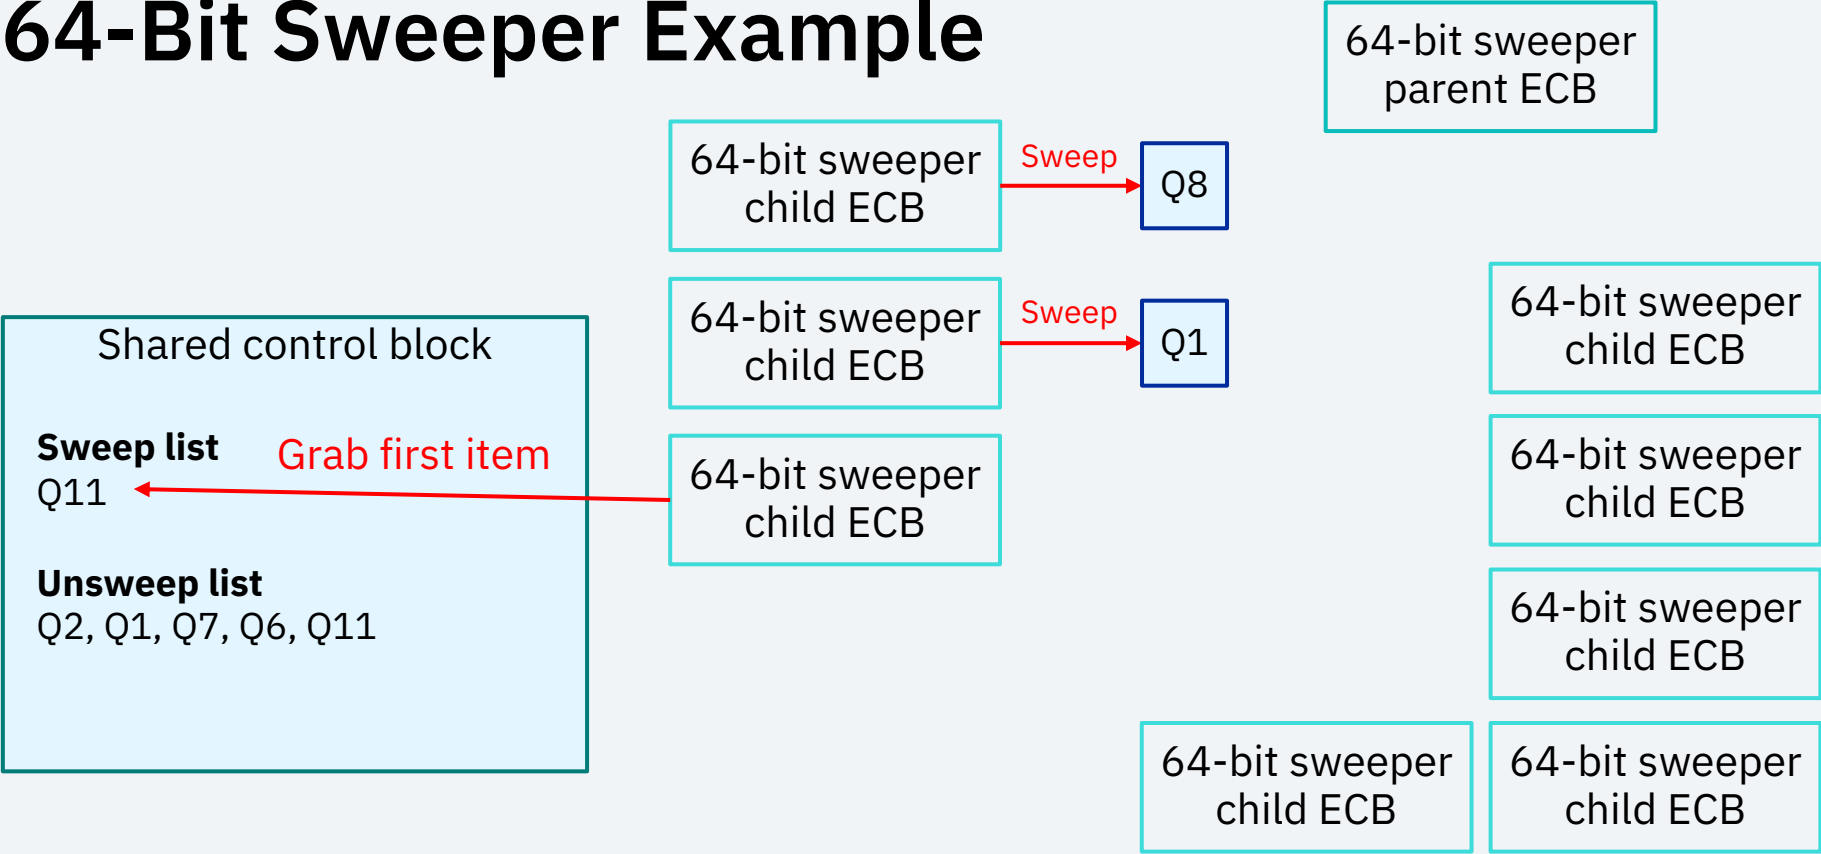 64-Bit Sweeper Example
64-bit sweeper
parent ECB
64-bit sweeper
child ECB
Sweep
Q8
64-bit sweeper
child ECB
Sweep
Q1
64-bit sweeper
child ECB
Shared control block
Sweep list
Grab first item
Q11
64-bit sweeper
child ECB
64-bit sweeper
child ECB
Unsweep list
Q2, Q1, Q7, Q6, Q11
64-bit sweeper
child ECB
64-bit sweeper
child ECB
64-bit sweeper
child ECB